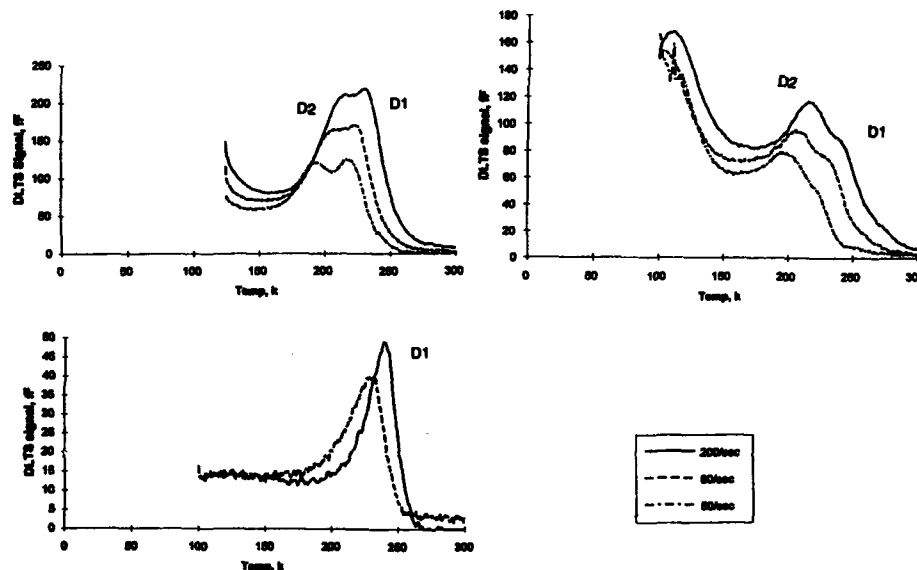 250
200
150
100
50
0
DLTS Signal, fF
D2
D1
0 50 100 150 200 250 300
Temp, k
180
160
140
120
100
80
60
40
20
0
DLTS signal, fF
D2
D1
0 50 100 150 200 250 300
Temp, k
50
45
40
35
30
25
20
15
10
5
0
DLTS signal, fF
D1
0 50 100 150 200 250 300
Temp, k
200/sec
80/sec
50/sec